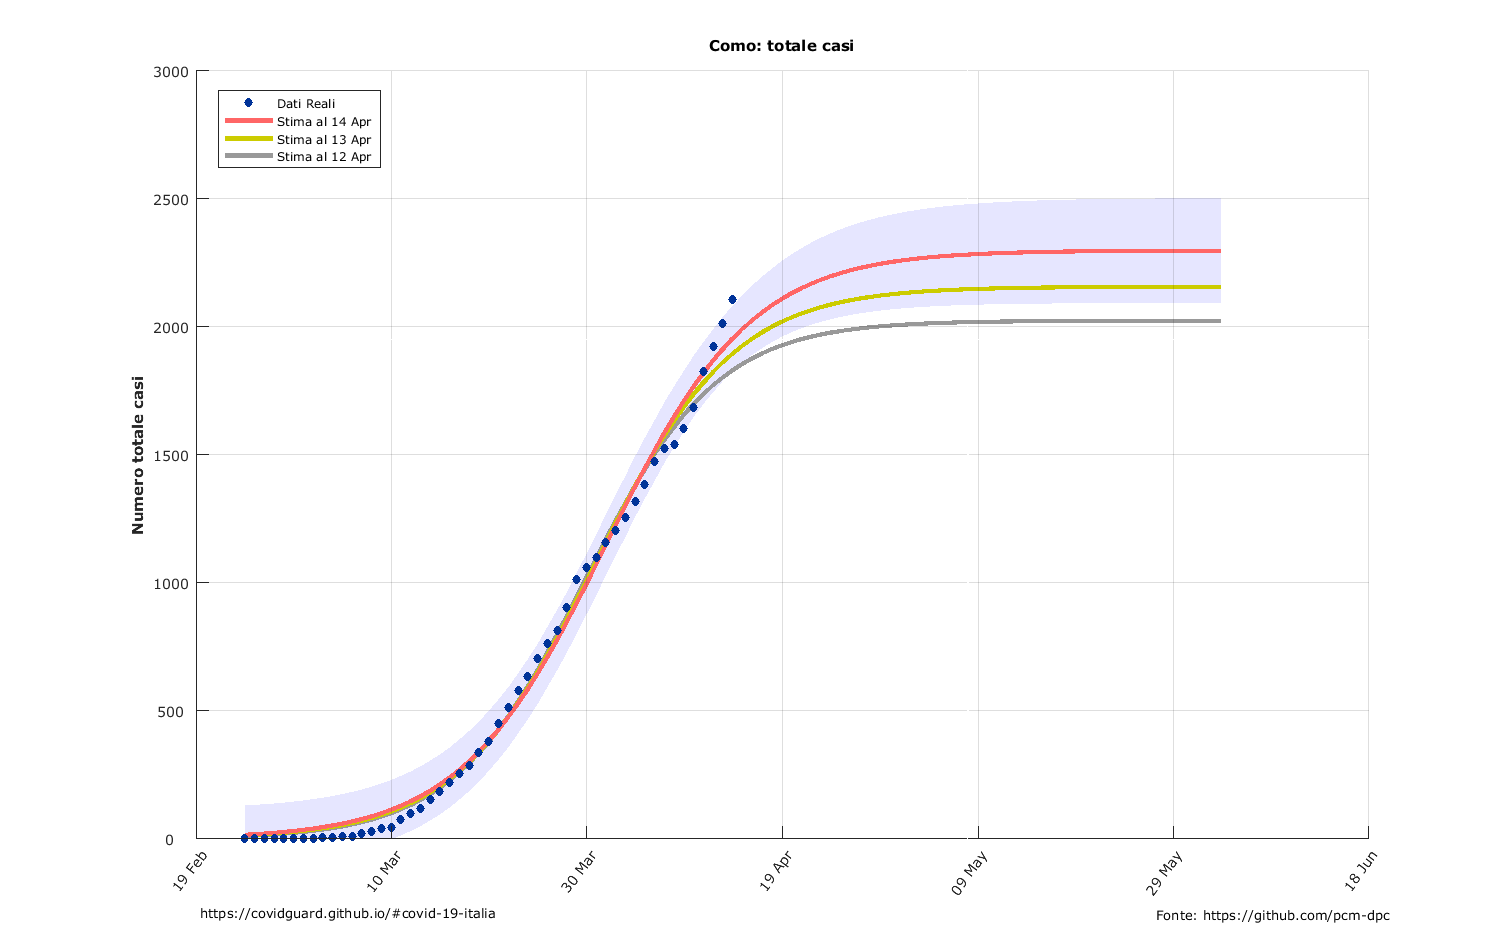 Como: totale casi
3000
2500
2000
1500
1000
500
0
Numero totale casi
Dati Reali
Stima al 14 Apr
Stima al 13 Apr
Stima al 12 Apr
19 Feb
10 Mar
30 Mar
19 Apr
09 May
29 May
18 Jun
https://covidguard.github.io/#covid-19-italia
Fonte: https://github.com/pcm-dpc